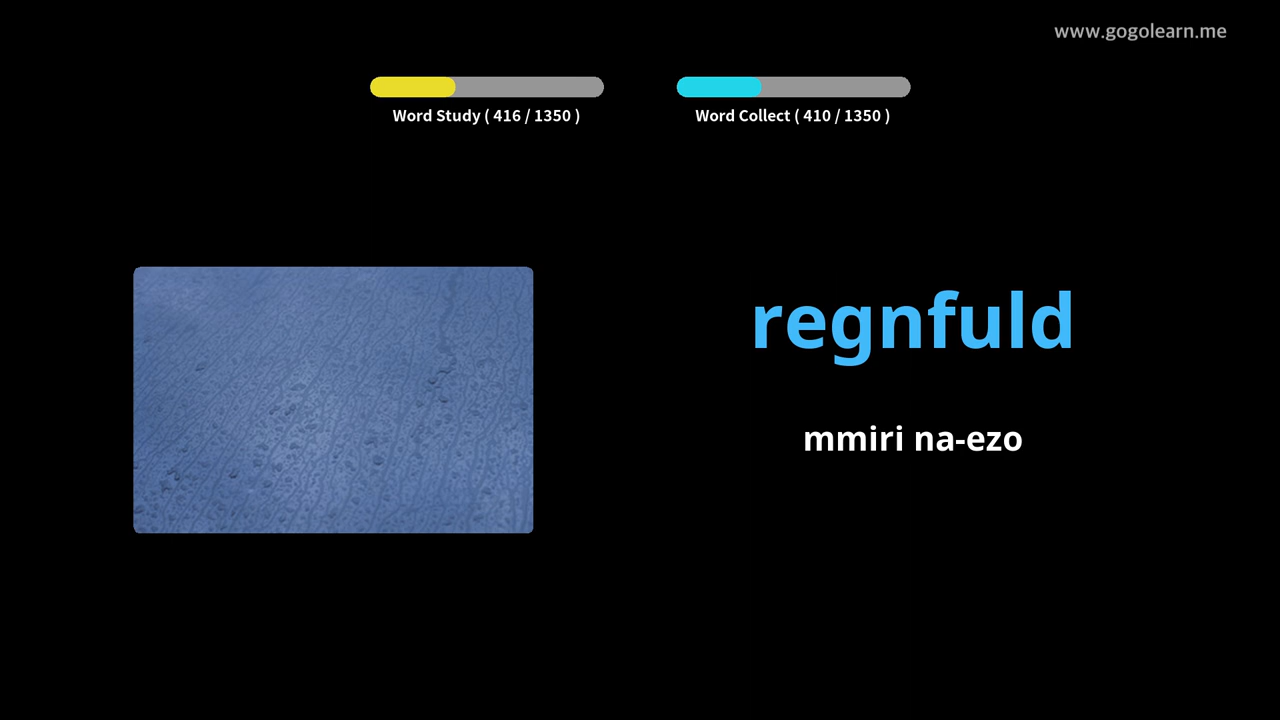 www.gogolearn.me
Word Study ( 416 / 1350 )
Word Collect ( 410 / 1350 )
regnfuld
mmiri na-ezo